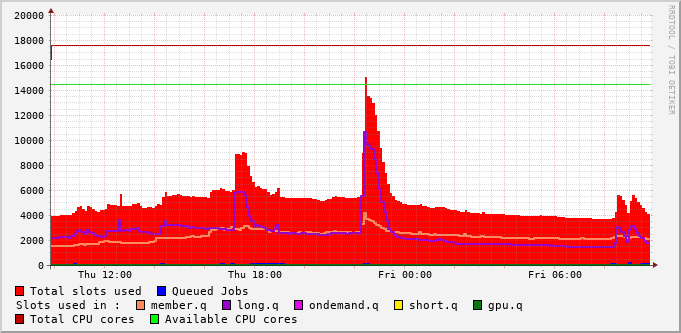 20000
18000
16000
14000
12000
10000
8000
6000
4000
2000
0
Thu 12:00 Thu 18:00 Fri 00:00 Fri 06:00
RRDTOOL / TOBI OETIKER
Total slots used Queued Jobs
Slots used in : member.q long.q ondemand.q short.q gpu.q
Total CPU cores Available CPU cores